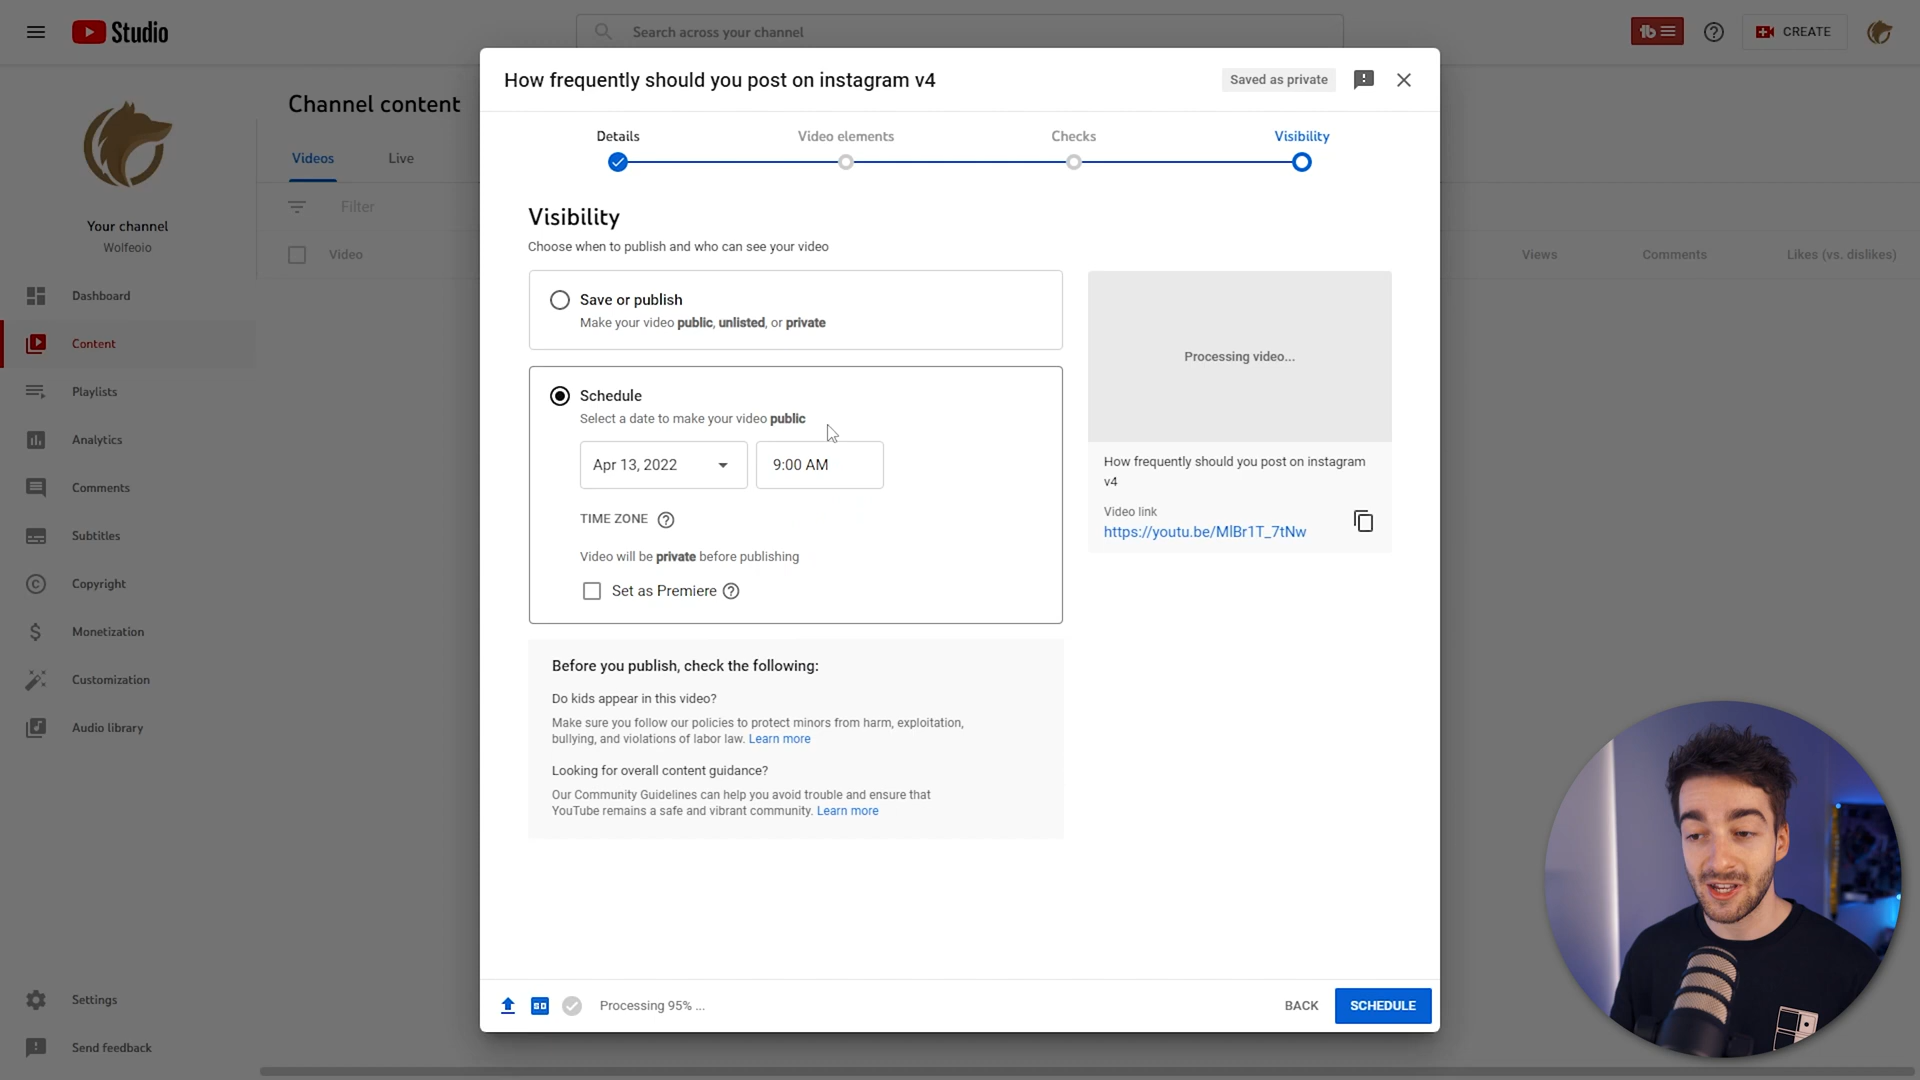 Studio
Search across your channel
CREATE
How frequently should you post on instagram v4
Saved as private
Channel content
Videos
Live
Filter
Video
Views
Comments
Likes (vs. dislikes)
Your channel
Wolfeoio
Dashboard
Content
Playlists
Analytics
Comments
Subtitles
Copyright
Monetization
Customization
Audio library
Settings
Send feedback
Details
Video elements
Checks
Visibility
Visibility
Choose when to publish and who can see your video
Save or publish
Make your video public, unlisted, or private
Schedule
Select a date to make your video public
Apr 13, 2022
9:00 AM
TIME ZONE
Video will be private before publishing
Set as Premiere
Before you publish, check the following:
Do kids appear in this video?
Make sure you follow our policies to protect minors from harm, exploitation,
bullying, and violations of labor law. Learn more
Looking for overall content guidance?
Our Community Guidelines can help you avoid trouble and ensure that
YouTube remains a safe and vibrant community. Learn more
Processing video...
How frequently should you post on instagram
v4
Video link
https://youtu.be/MlBr1T_7tNw
SD
Processing 95% ...
BACK
SCHEDULE